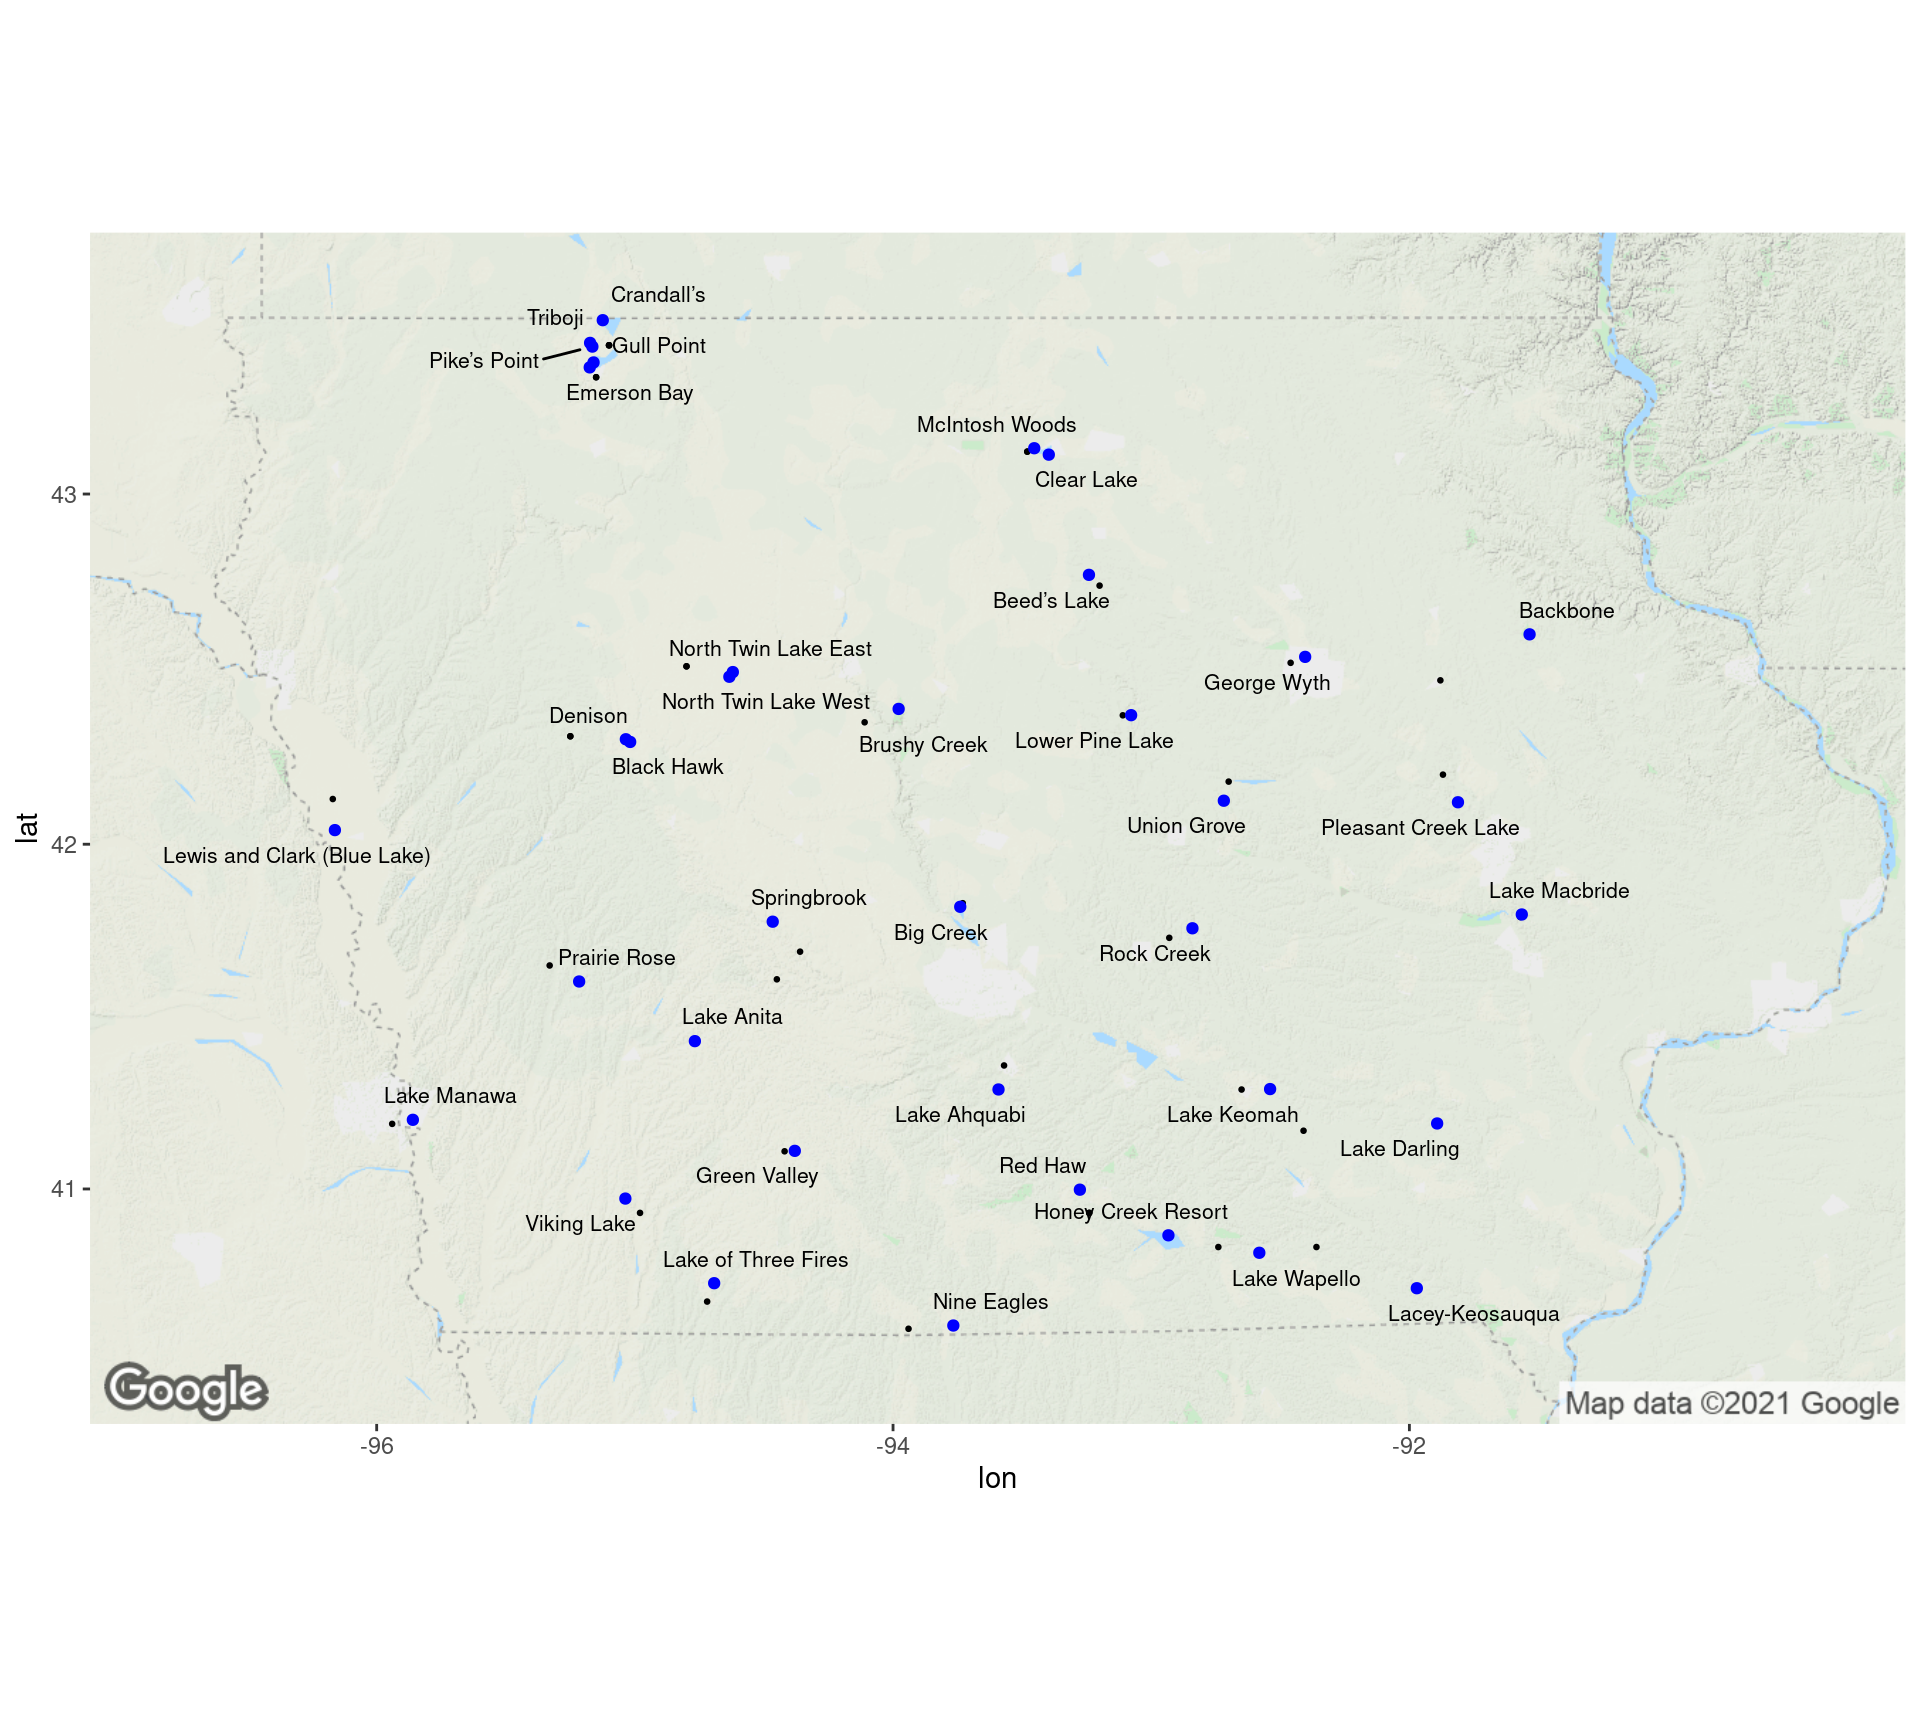 Crandall’s
Triboji
Gull Point
Pike’s Point
Emerson Bay
McIntosh Woods
Clear Lake
43
Beed’s Lake
Backbone
North Twin Lake East
George Wyth
North Twin Lake West
Denison
Brushy Creek
Lower Pine Lake
Black Hawk
Union Grove
Pleasant Creek Lake
lat
42
Lewis and Clark (Blue Lake)
Lake Macbride
Springbrook
Big Creek
Rock Creek
Prairie Rose
Lake Anita
Lake Manawa
Lake Ahquabi
Lake Keomah
Lake Darling
Red Haw
Green Valley
41
Honey Creek Resort
Viking Lake
Lake of Three Fires
Lake Wapello
Nine Eagles
Lacey-Keosauqua
Google
Map data ©2021 Google
-96
-94
-92
lon